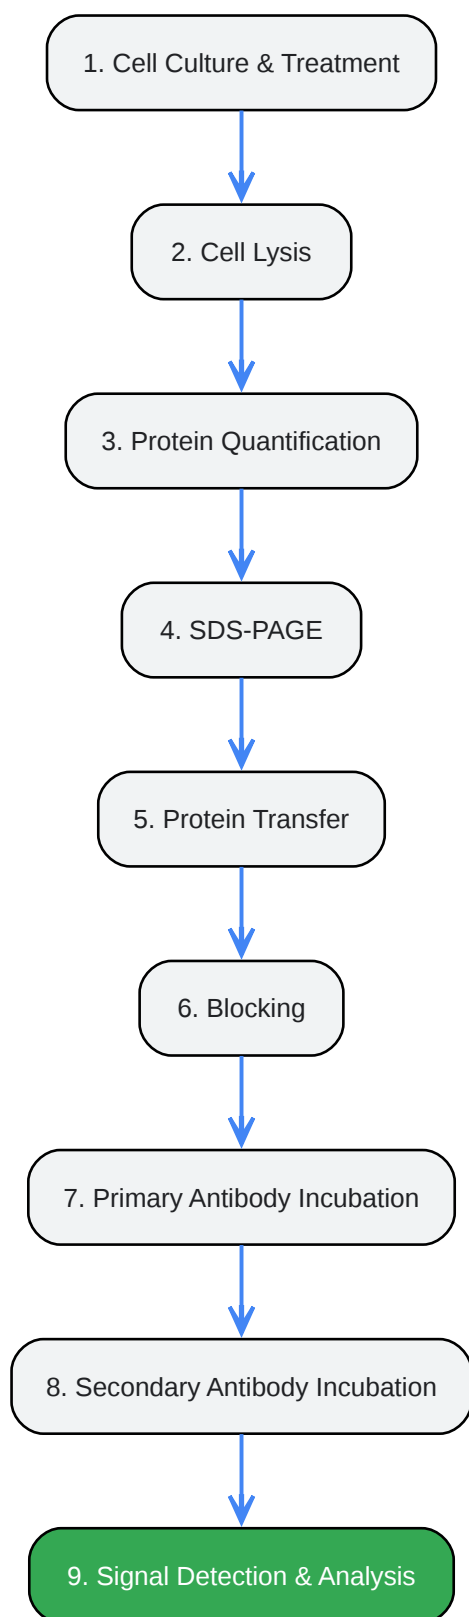 1. Cell Culture & Treatment
2. Cell Lysis
3. Protein Quantification
4. SDS-PAGE
5. Protein Transfer
6. Blocking
7. Primary Antibody Incubation
8. Secondary Antibody Incubation
9. Signal Detection & Analysis